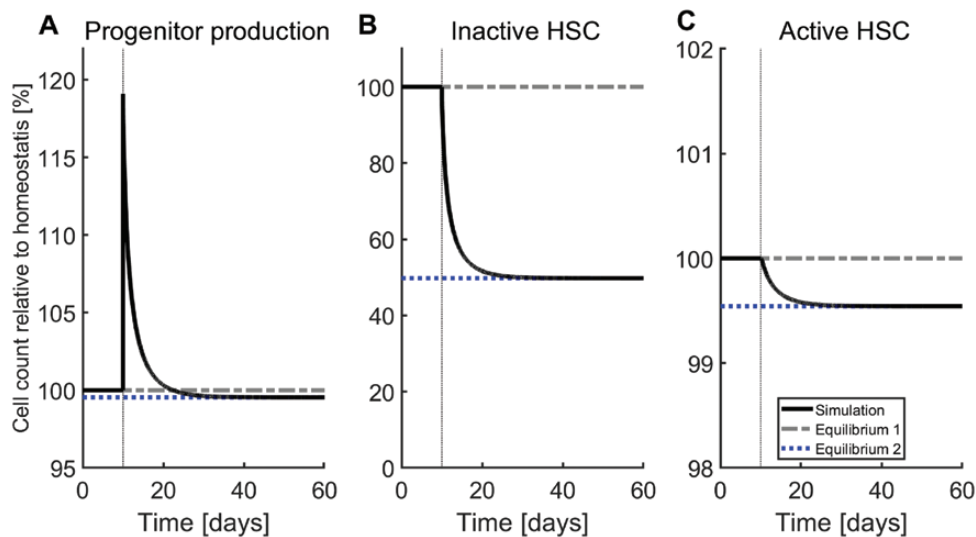 A Progenitor production
Cell count relative to homeostatis [%]
120
115
110
105
100
95
0 20 40 60
Time [days]
B Inactive HSC
100
80
60
40
20
0
0 20 40 60
Time [days]
C Active HSC
102
101
100
99
98
0 20 40 60
Time [days]
Simulation
Equilibrium 1
Equilibrium 2